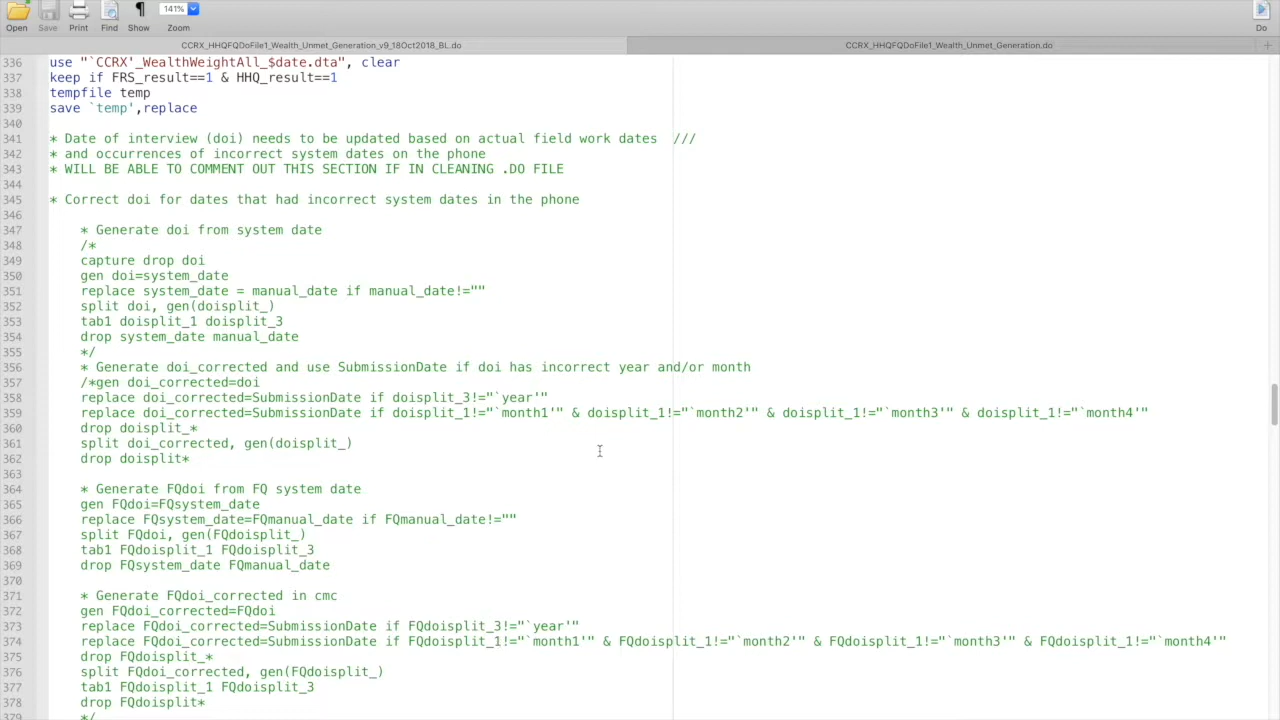 141%
Open Save Print Find Show Zoom Do
CCRX_HHQFQDoFile1_Wealth_Unmet_Generation_v9_18Oct2018_BL.do CCRX_HHQFQDoFile1_Wealth_Unmet_Generation.do +
336 use "`CCRX'_WealthWeightAll_$date.dta", clear
337 keep if FRS_result==1 & HHQ_result==1
338 tempfile temp
339 save `temp',replace
340
341 * Date of interview (doi) needs to be updated based on actual field work dates ///
342 * and occurrences of incorrect system dates on the phone
343 * WILL BE ABLE TO COMMENT OUT THIS SECTION IF IN CLEANING .DO FILE
344
345 * Correct doi for dates that had incorrect system dates in the phone
346
347 * Generate doi from system date
348 /*
349 capture drop doi
350 gen doi=system_date
351 replace system_date = manual_date if manual_date!=""
352 split doi, gen(doisplit_)
353 tab1 doisplit_1 doisplit_3
354 drop system_date manual_date
355 */
356 * Generate doi_corrected and use SubmissionDate if doi has incorrect year and/or month
357 /*gen doi_corrected=doi
358 replace doi_corrected=SubmissionDate if doisplit_3!="`year'"
359 replace doi_corrected=SubmissionDate if doisplit_1!="`month1'" & doisplit_1!="`month2'" & doisplit_1!="`month3'" & doisplit_1!="`month4'"
360 drop doisplit_*
361 split doi_corrected, gen(doisplit_)
362 drop doisplit*
363
364 * Generate FQdoi from FQ system date
365 gen FQdoi=FQsystem_date
366 replace FQsystem_date=FQmanual_date if FQmanual_date!=""
367 split FQdoi, gen(FQdoisplit_)
368 tab1 FQdoisplit_1 FQdoisplit_3
369 drop FQsystem_date FQmanual_date
370
371 * Generate FQdoi_corrected in cmc
372 gen FQdoi_corrected=FQdoi
373 replace FQdoi_corrected=SubmissionDate if FQdoisplit_3!="`year'"
374 replace FQdoi_corrected=SubmissionDate if FQdoisplit_1!="`month1'" & FQdoisplit_1!="`month2'" & FQdoisplit_1!="`month3'" & FQdoisplit_1!="`month4'"
375 drop FQdoisplit_*
376 split FQdoi_corrected, gen(FQdoisplit_)
377 tab1 FQdoisplit_1 FQdoisplit_3
378 drop FQdoisplit*
379 */